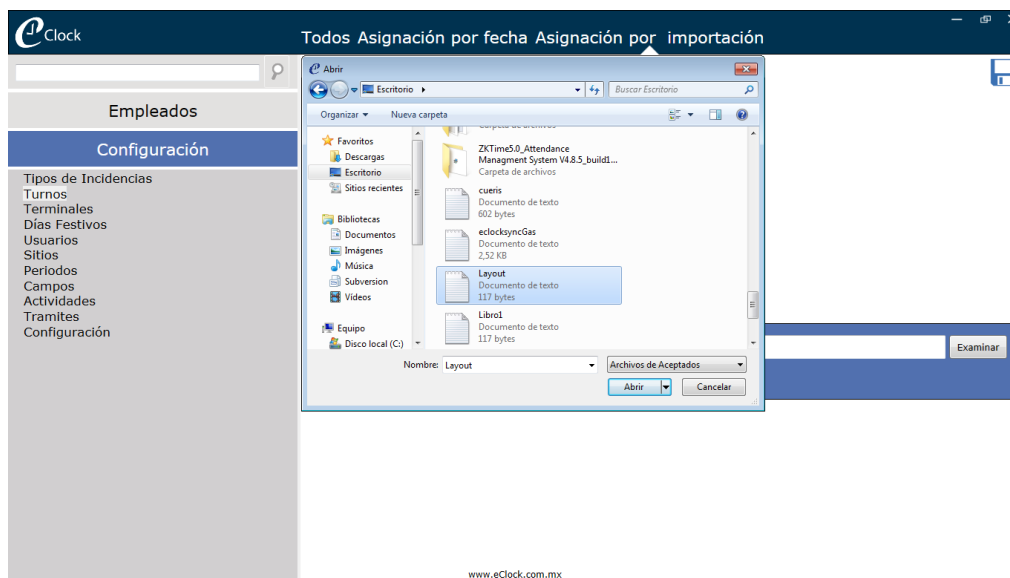 eClock
Todos Asignación por fecha Asignación por importación
Empleados
Configuración
Tipos de Incidencias
Turnos
Terminales
Días Festivos
Usuarios
Sitios
Periodos
Campos
Actividades
Tramites
Configuración
Abrir
Escritorio
Buscar Escritorio
Organizar
Nueva carpeta
Favoritos
Descargas
Escritorio
Sitios recientes
Bibliotecas
Documentos
Imágenes
Música
Subversion
Vídeos
Equipo
Disco local (C:)
Carpeta de archivos
ZKTime5.0_Attendance
Managment System V4.8.5_build1...
Carpeta de archivos
cueris
Documento de texto
602 bytes
eclocksyncGas
Documento de texto
2,52 KB
Layout
Documento de texto
117 bytes
Libro1
Documento de texto
117 bytes
Nombre: Layout
Archivos de Aceptados
Abrir
Cancelar
Examinar
www.eClock.com.mx